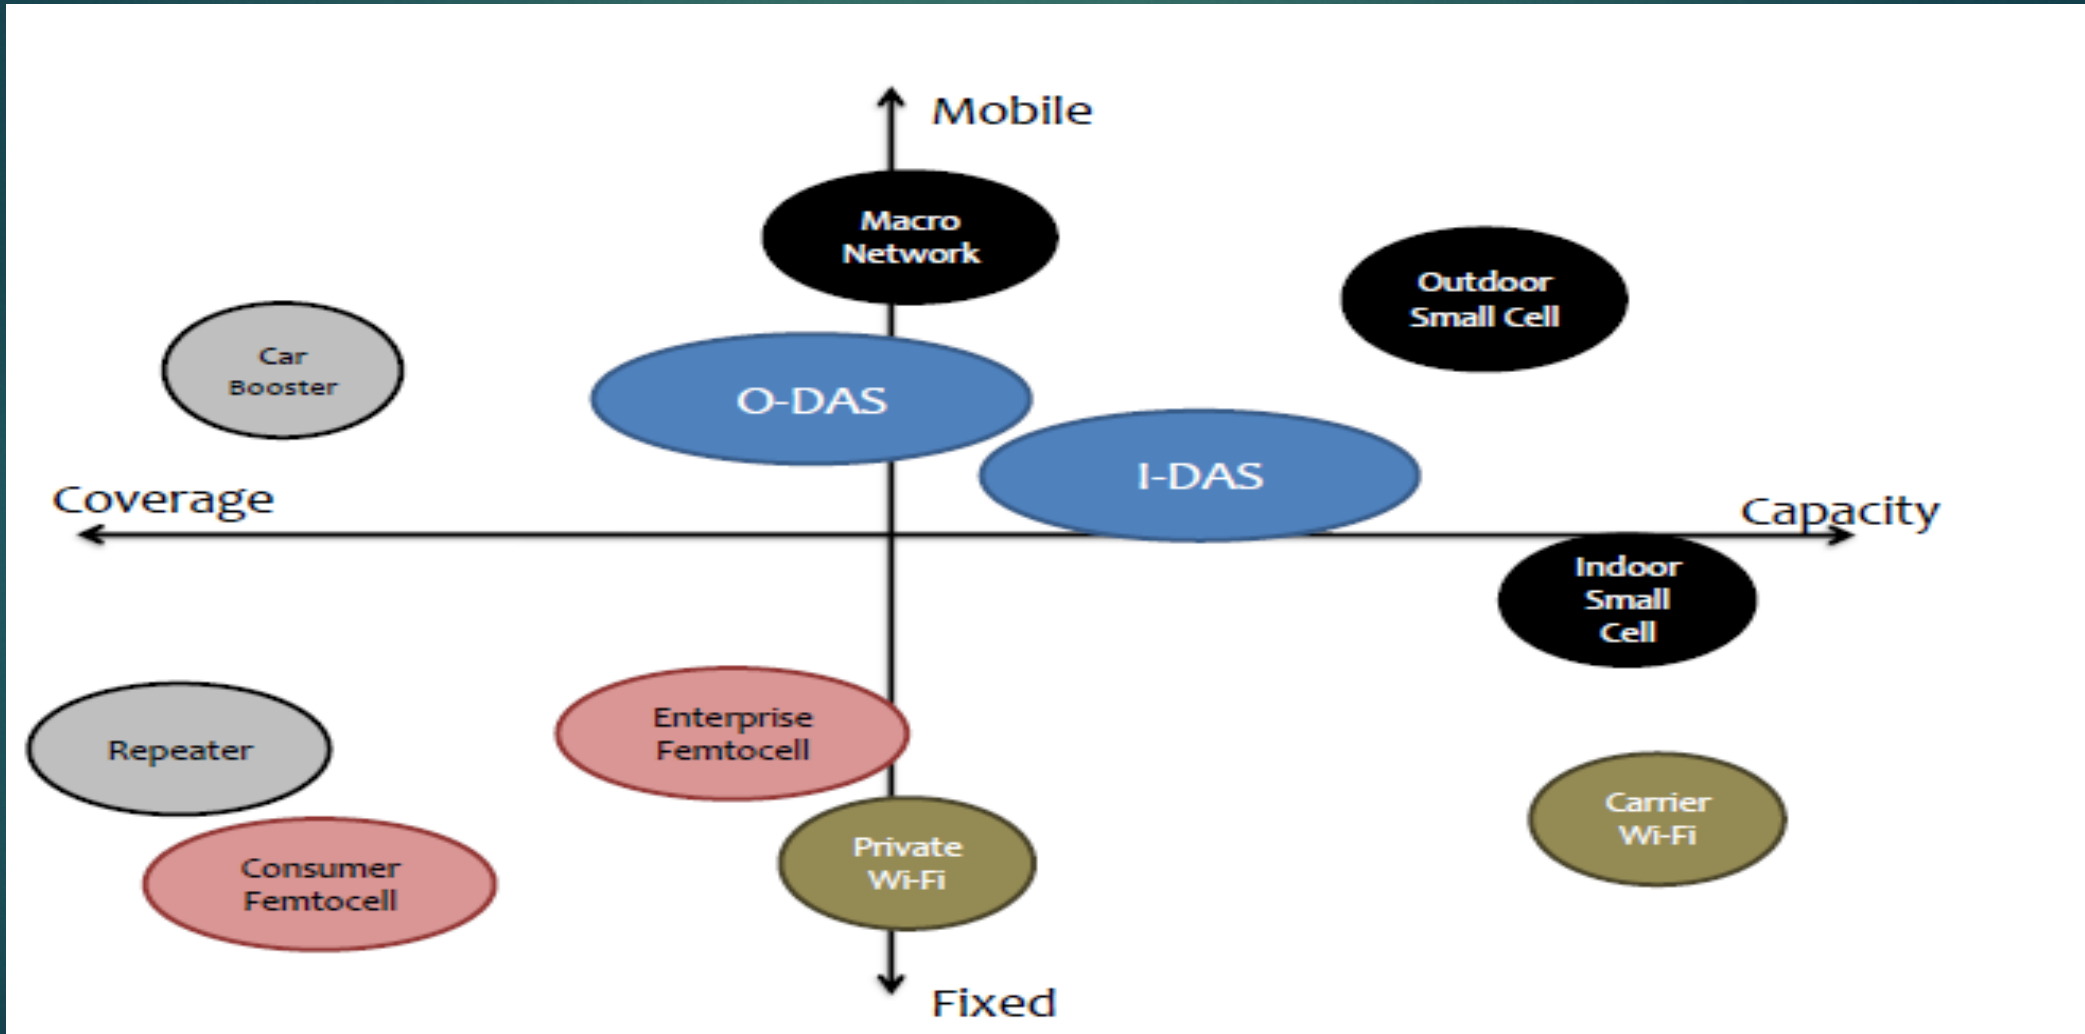 Mobile
Macro
Network
Outdoor
Small Cell
Car
Booster
O-DAS
I-DAS
Coverage
Capacity
Indoor
Small
Cell
Enterprise
Femtocell
Repeater
Carrier
Wi-Fi
Private
Wi-Fi
Consumer
Femtocell
Fixed